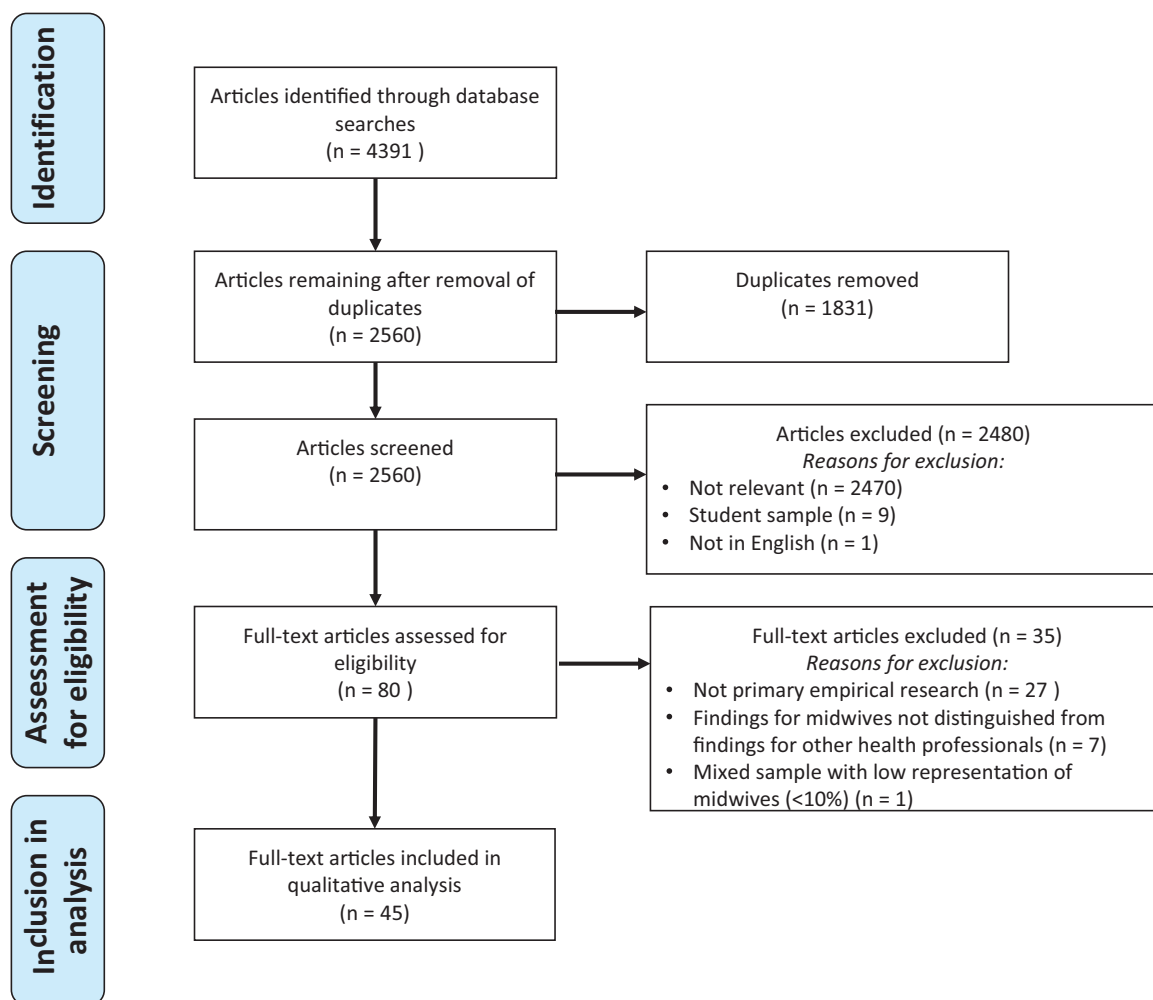 Identification
Articles identified through database
searches
(n = 4391 )
Screening
Articles remaining after removal of
duplicates
(n = 2560)
Duplicates removed
(n = 1831)
Articles screened
(n = 2560)
Articles excluded (n = 2480)
Reasons for exclusion:
• Not relevant (n = 2470)
• Student sample (n = 9)
• Not in English (n = 1)
Assessment
for eligibility
Full-text articles assessed for
eligibility
(n = 80 )
Full-text articles excluded (n = 35)
Reasons for exclusion:
• Not primary empirical research (n = 27 )
• Findings for midwives not distinguished from
findings for other health professionals (n = 7)
• Mixed sample with low representation of
midwives (<10%) (n = 1)
Inclusion in
analysis
Full-text articles included in
qualitative analysis
(n = 45)